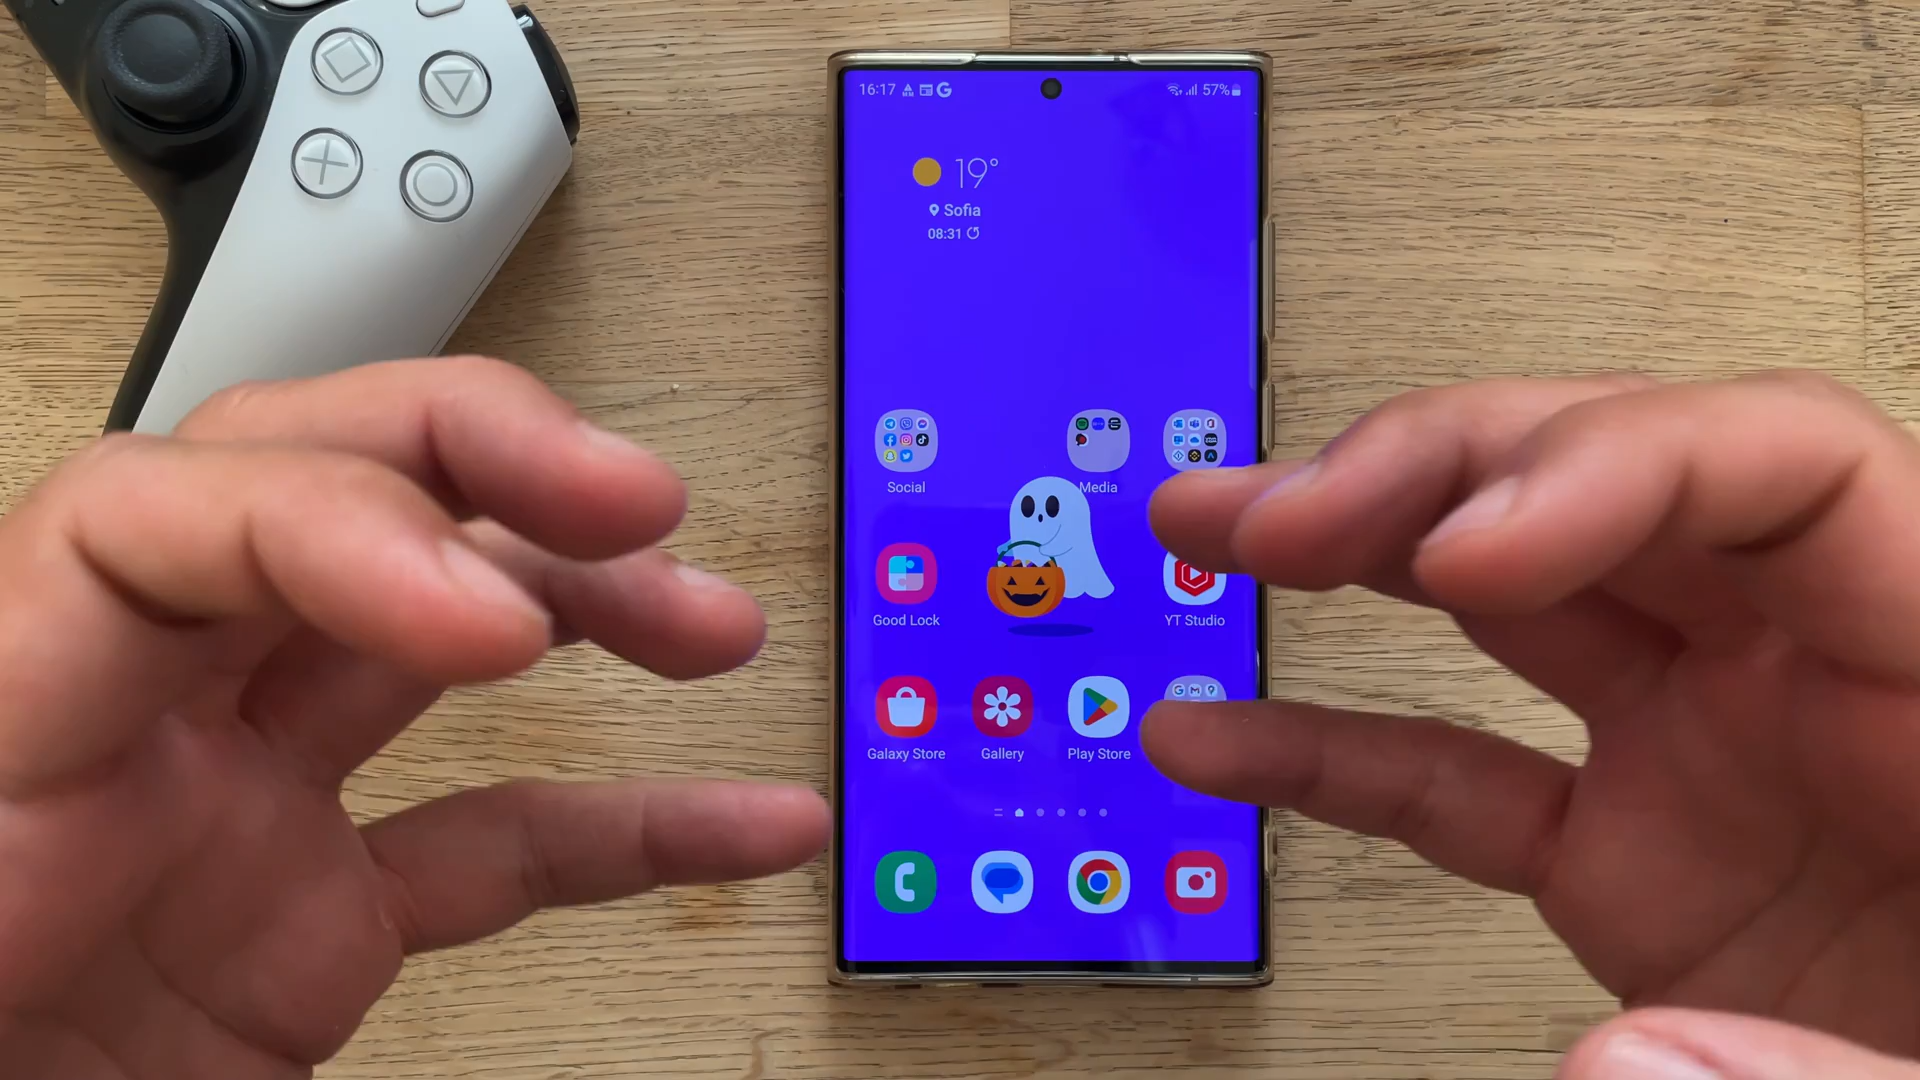 16:17
57%
19°
Sofia
08:31
Social
Media
Good Lock
YT Studio
Galaxy Store
Gallery
Play Store